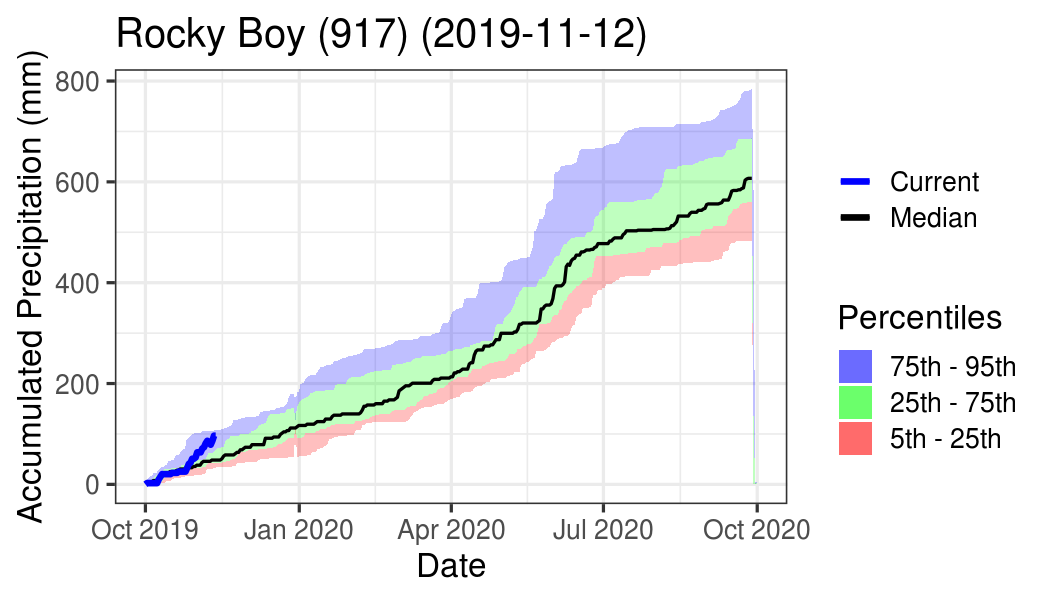 Rocky Boy (917) (2019-11-12)
Accumulated Precipitation (mm)
800
600
400
200
0
Oct 2019
Jan 2020
Apr 2020
Jul 2020
Oct 2020
Date
Current
Median
Percentiles
75th - 95th
25th - 75th
5th - 25th